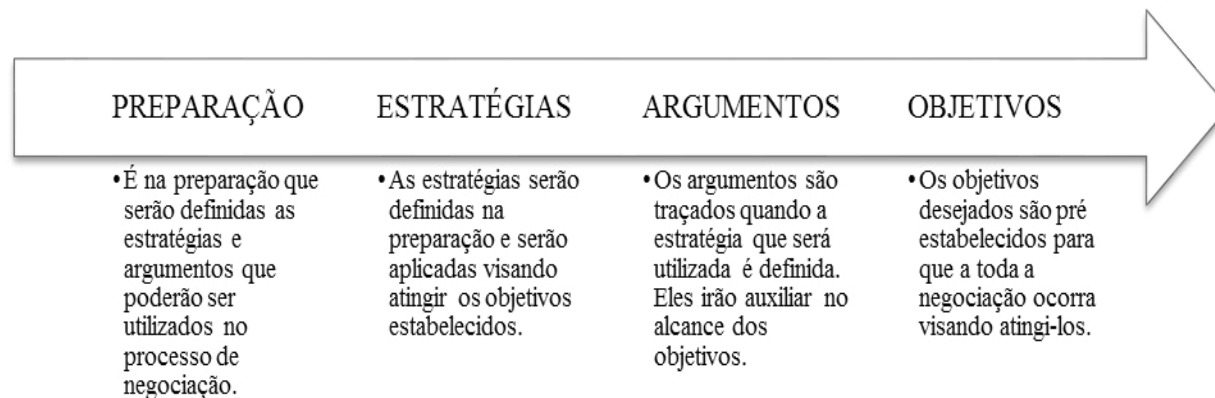 PREPARAÇÃO
•É na preparação que
serão definidas as
estratégias e
argumentos que
poderão ser
utilizados no
processo de
negociação.
ESTRATÉGIAS
•As estratégias serão
definidas na
preparação e serão
aplicadas visando
atingir os objetivos
estabelecidos.
ARGUMENTOS
•Os argumentos são
traçados quando a
estratégia que será
utilizada é definida.
Eles irão auxiliar no
alcance dos
objetivos.
OBJETIVOS
•Os objetivos
desejados são pré
estabelecidos para
que a toda a
negociação ocorra
visando atingi-los.